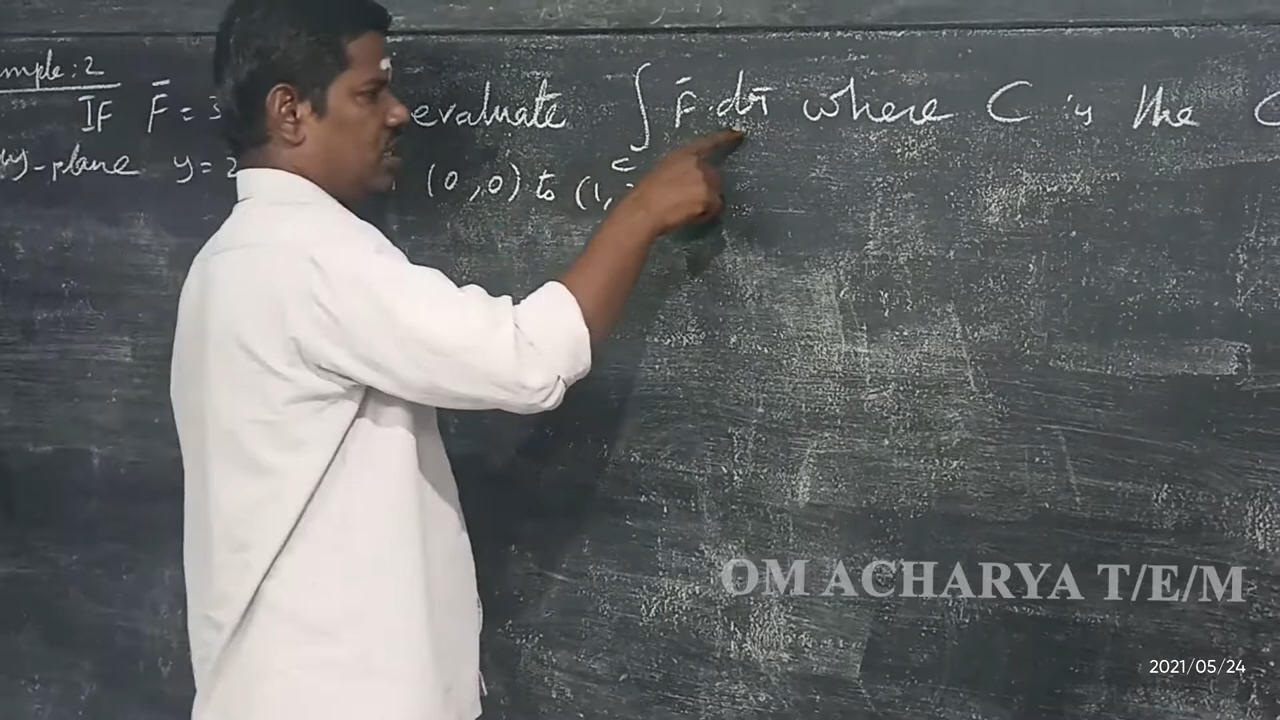 mple: 2
IF F̄ = 3 evaluate ∫_C F̄. dr̄ where C is the C
xy-plane y = 2 (0,0) to (1,
OM ACHARYA T/E/M
2021/05/24